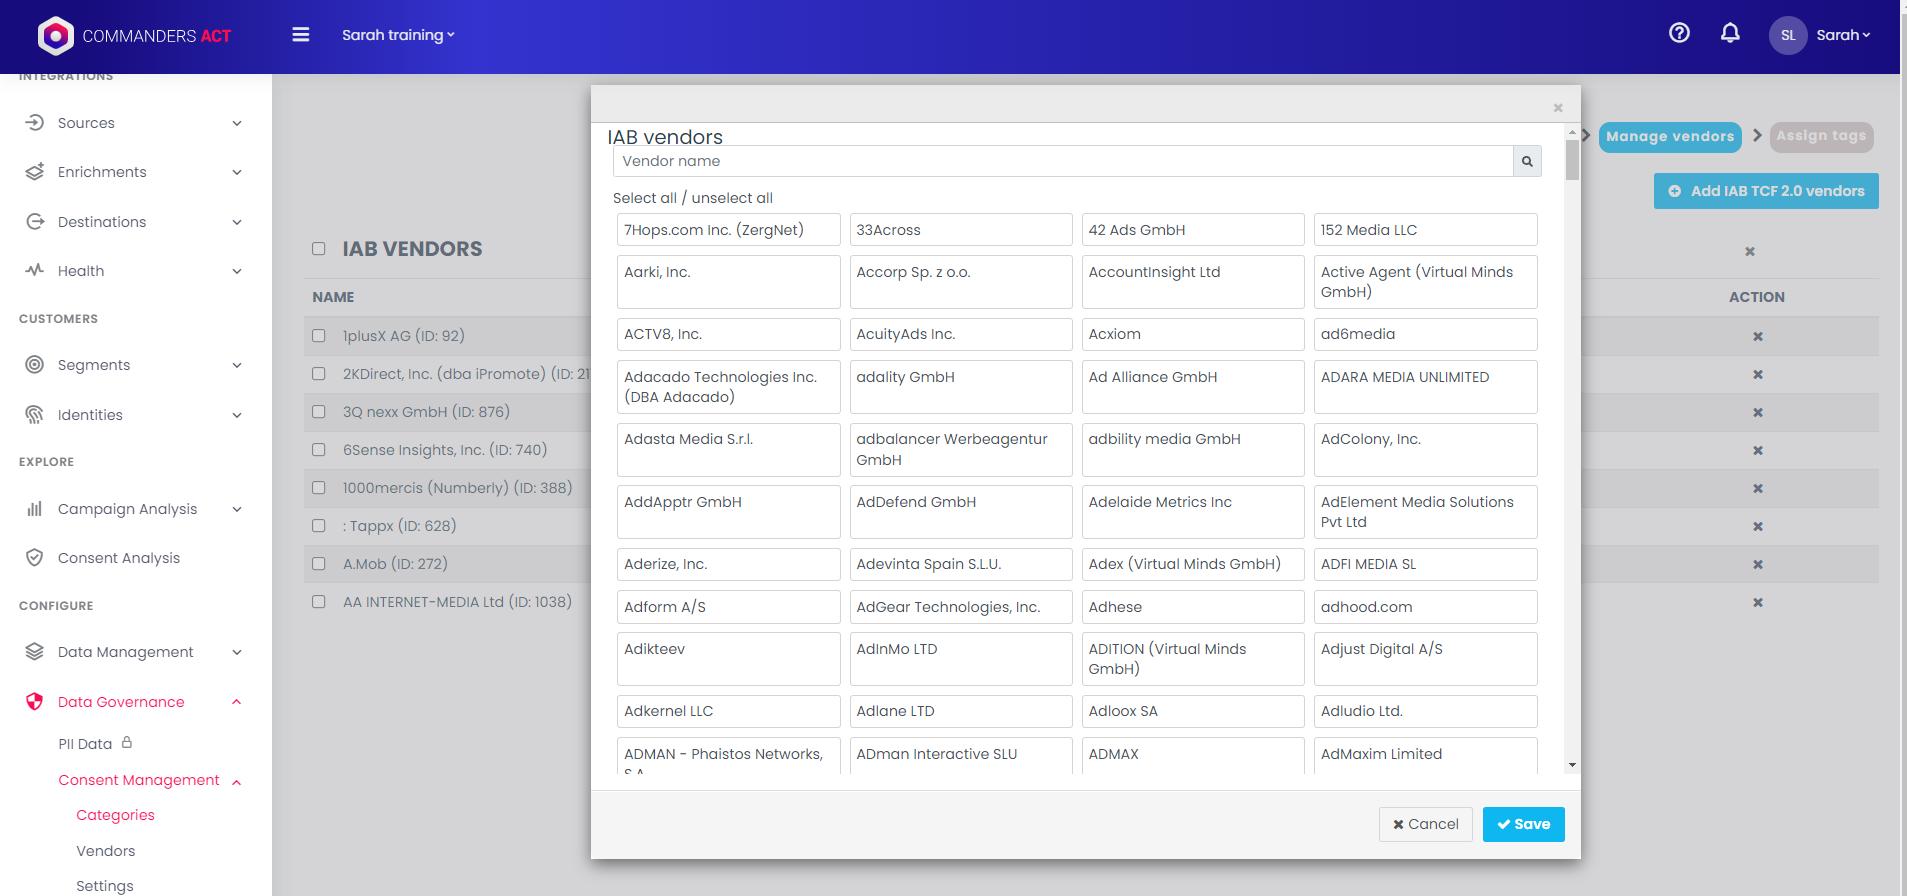 COMMANDERS ACT
Sarah training
SL
Sarah
INTEGRATIONS
Sources
Enrichments
Destinations
Health
CUSTOMERS
Segments
Identities
EXPLORE
Campaign Analysis
Consent Analysis
CONFIGURE
Data Management
Data Governance
PII Data
Consent Management
Categories
Vendors
Settings
Manage vendors
Assign tags
Add IAB TCF 2.0 vendors
IAB VENDORS
NAME
ACTION
1plusX AG (ID: 92)
2KDirect, Inc. (dba iPromote) (ID: 21
3Q nexx GmbH (ID: 876)
6Sense Insights, Inc. (ID: 740)
1000mercis (Numberly) (ID: 388)
: Tappx (ID: 628)
A.Mob (ID: 272)
AA INTERNET-MEDIA Ltd (ID: 1038)
IAB vendors
Vendor name
Select all / unselect all
7Hops.com Inc. (ZergNet)
33Across
42 Ads GmbH
152 Media LLC
Aarki, Inc.
Accorp Sp. z o.o.
AccountInsight Ltd
Active Agent (Virtual Minds
GmbH)
ACTV8, Inc.
AcuityAds Inc.
Acxiom
ad6media
Adacado Technologies Inc.
(DBA Adacado)
adality GmbH
Ad Alliance GmbH
ADARA MEDIA UNLIMITED
Adasta Media S.r.l.
adbalancer Werbeagentur
GmbH
adbility media GmbH
AdColony, Inc.
AddApptr GmbH
AdDefend GmbH
Adelaide Metrics Inc
AdElement Media Solutions
Pvt Ltd
Aderize, Inc.
Adevinta Spain S.L.U.
Adex (Virtual Minds GmbH)
ADFI MEDIA SL
Adform A/S
AdGear Technologies, Inc.
Adhese
adhood.com
Adikteev
AdInMo LTD
ADITION (Virtual Minds
GmbH)
Adjust Digital A/S
Adkernel LLC
Adlane LTD
Adloox SA
Adludio Ltd.
ADMAN - Phaistos Networks,
S.A.
ADman Interactive SLU
ADMAX
AdMaxim Limited
Cancel
Save